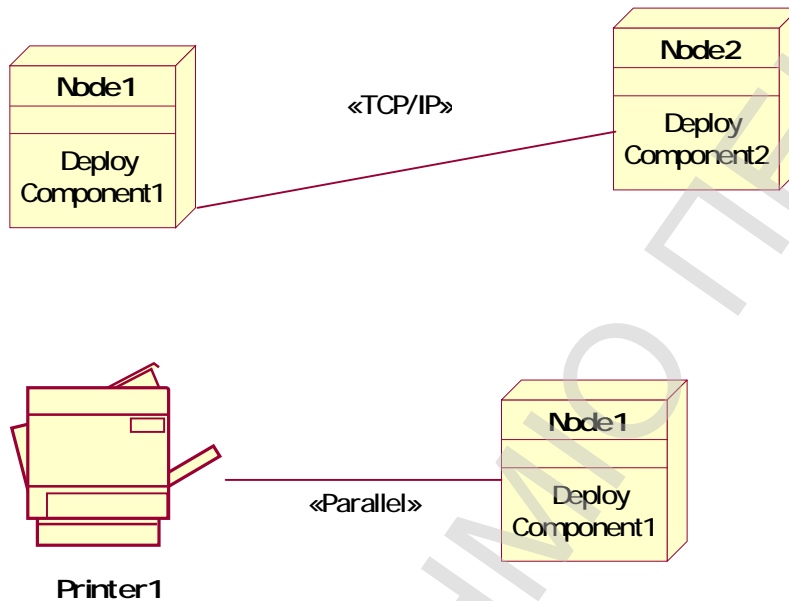 Node1
Deploy
Component1
«TCP/IP»
Node2
Deploy
Component2
Printer1
«Parallel»
Node1
Deploy
Component1